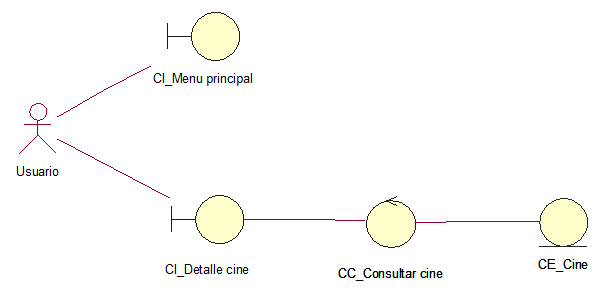 CI_Menu principal
Usuario
CI_Detalle cine
CC_Consultar cine
CE_Cine